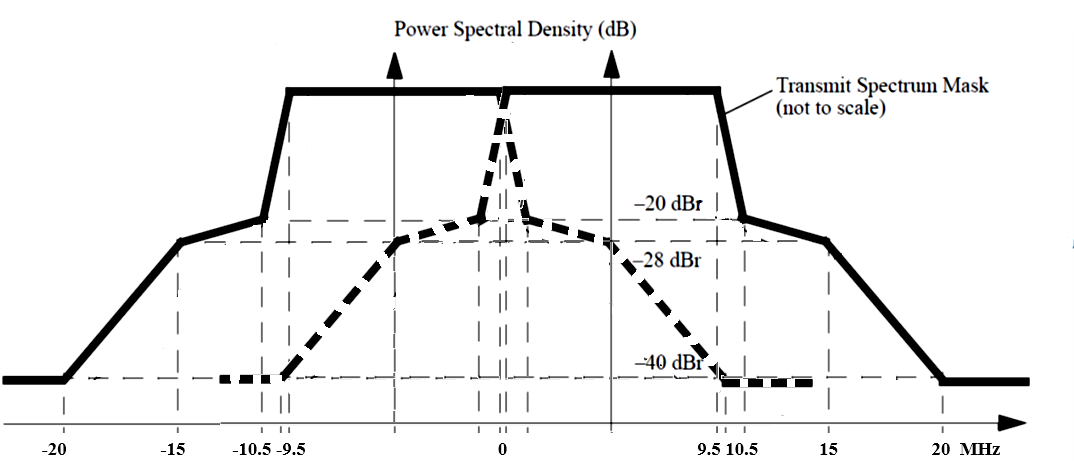 Power Spectral Density (dB)
Transmit Spectrum Mask
(not to scale)
–20 dBr
–28 dBr
–40 dBr
-20 -15 -10.5 -9.5 0 9.5 10.5 15 20 MHz